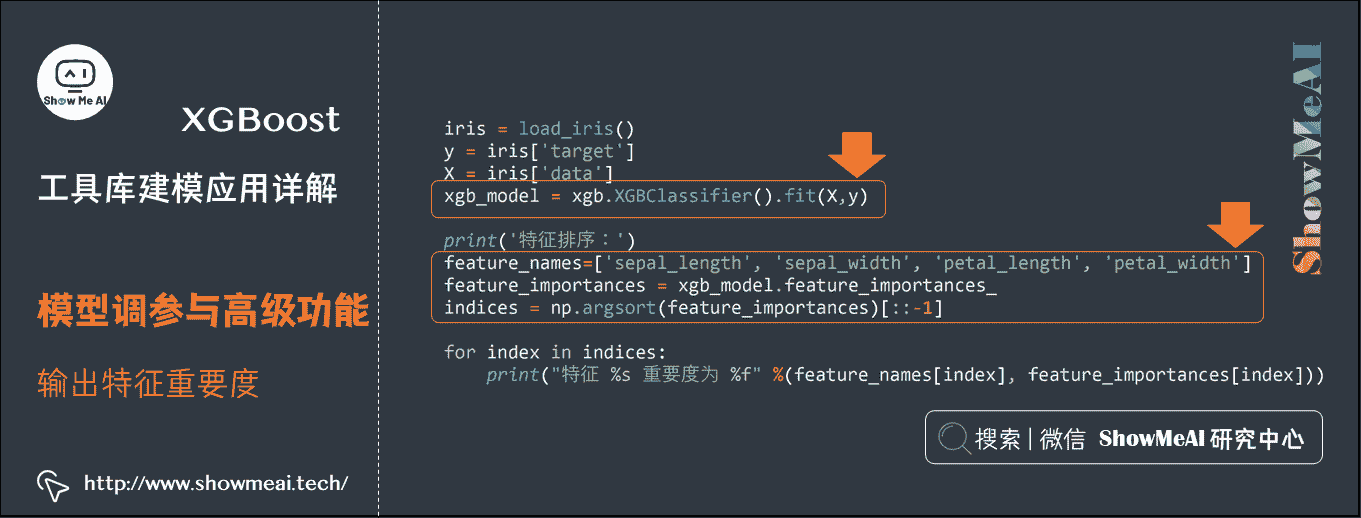 Show Me AI
XGBoost
工具库建模应用详解
模型调参与高级功能
输出特征重要度
http://www.showmeai.tech/
iris = load_iris()
y = iris['target']
X = iris['data']
xgb_model = xgb.XGBClassifier().fit(X,y)
print('特征排序：')
feature_names=['sepal_length', 'sepal_width', 'petal_length', 'petal_width']
feature_importances = xgb_model.feature_importances_
indices = np.argsort(feature_importances)[::-1]
for index in indices:
    print("特征 %s 重要度为 %f" %(feature_names[index], feature_importances[index]))
搜索 | 微信 ShowMeAI 研究中心
ShowMeAI